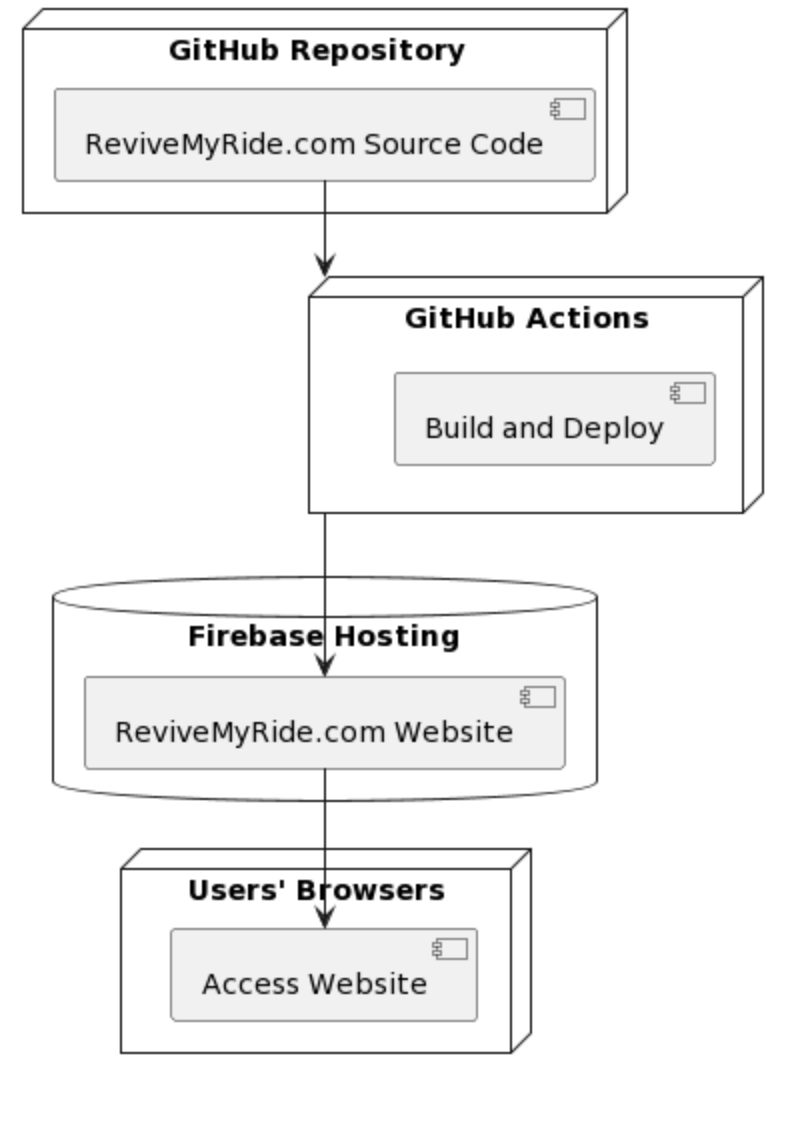 GitHub Repository
ReviveMyRide.com Source Code
GitHub Actions
Build and Deploy
Firebase Hosting
ReviveMyRide.com Website
Users' Browsers
Access Website